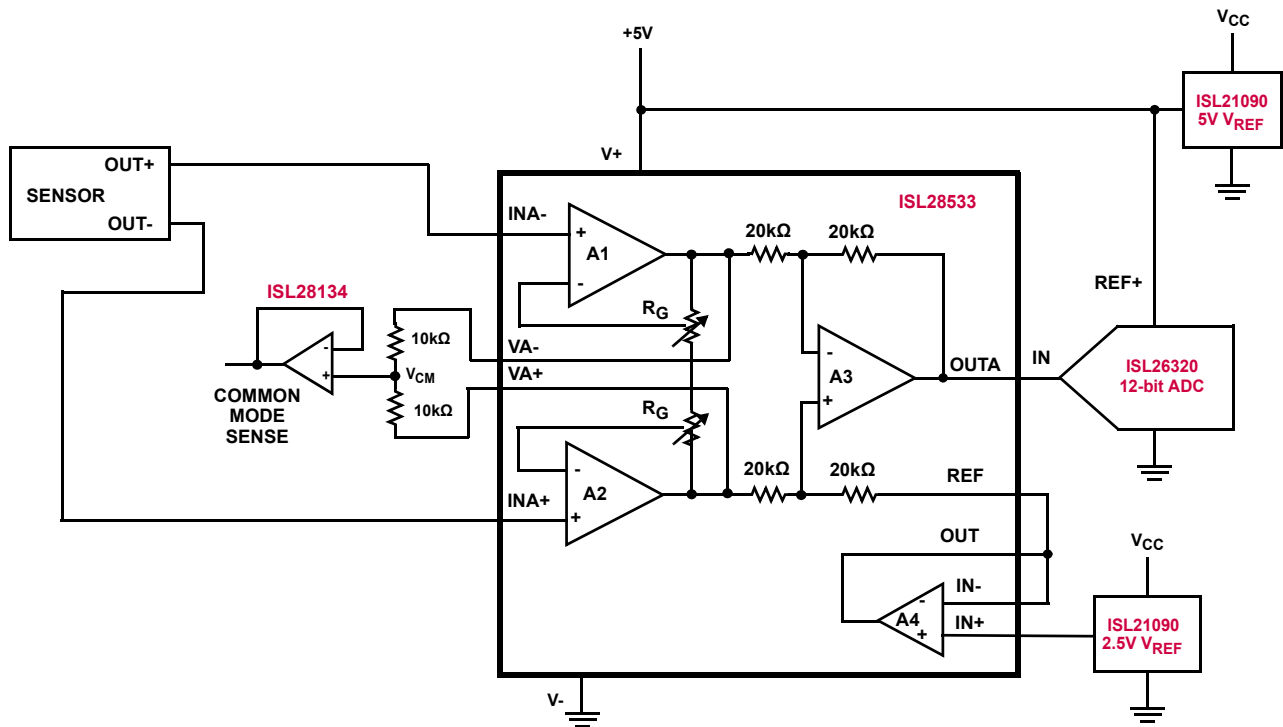 +5V
V+
VCC
ISL21090
5V VREF
SENSOR
OUT+
OUT-
ISL28533
INA-
+
A1
-
RG
20kΩ
20kΩ
REF+
ISL28134
-
+
10kΩ
VCM
10kΩ
COMMON
MODE
SENSE
VA-
VA+
RG
-
A3
+
OUTA
IN
ISL26320
12-bit ADC
INA+
-
A2
+
20kΩ
20kΩ
REF
OUT
IN-
IN+
-
A4
+
VCC
ISL21090
2.5V VREF
V-